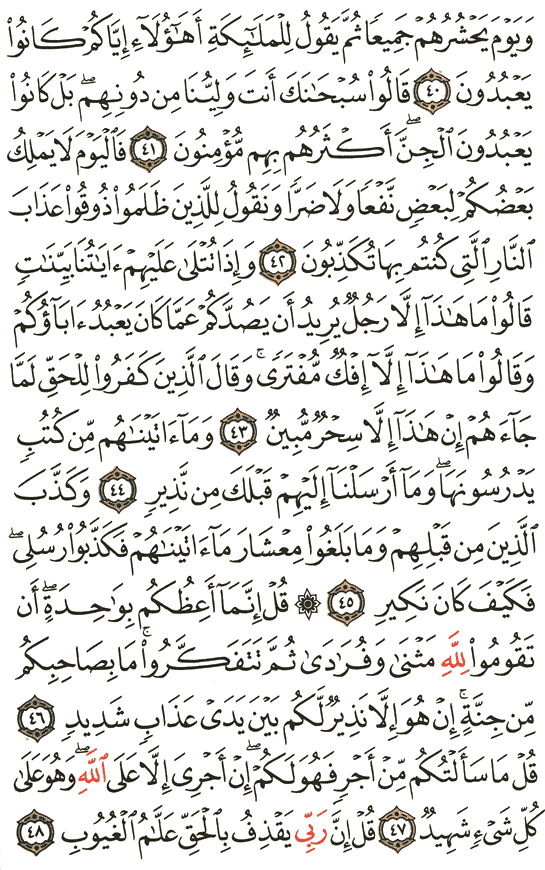 وَيَوْمَ يَحْشُرُهُمْ جَمِيعًا ثُمَّ يَقُولُ لِلْمَلَٰٓئِكَةِ أَهَٰٓؤُلَآءِ إِيَّاكُمْ كَانُوا۟
يَعْبُدُونَ ٤٠ قَالُوا۟ سُبْحَٰنَكَ أَنتَ وَلِيُّنَا مِن دُونِهِم ۖ بَلْ كَانُوا۟
يَعْبُدُونَ ٱلْجِنَّ ۖ أَكْثَرُهُم بِهِم مُّؤْمِنُونَ ٤١ فَٱلْيَوْمَ لَا يَمْلِكُ
بَعْضُكُمْ لِبَعْضٍ نَّفْعًا وَلَا ضَرًّا وَنَقُولُ لِلَّذِينَ ظَلَمُوا۟ ذُوقُوا۟ عَذَابَ
ٱلنَّارِ ٱلَّتِى كُنتُم بِهَا تُكَذِّبُونَ ٤٢ وَإِذَا تُتْلَىٰ عَلَيْهِمْ ءَايَٰتُنَا بَيِّنَٰتٍ
قَالُوا۟ مَا هَٰذَآ إِلَّا رَجُلٌ يُرِيدُ أَن يَصُدَّكُمْ عَمَّا كَانَ يَعْبُدُ ءَابَآؤُكُمْ
وَقَالُوا۟ مَا هَٰذَآ إِلَّآ إِفْكٌ مُّفْتَرًى ۚ وَقَالَ ٱلَّذِينَ كَفَرُوا۟ لِلْحَقِّ لَمَّا
جَآءَهُمْ إِنْ هَٰذَآ إِلَّا سِحْرٌ مُّبِينٌ ٤٣ وَمَآ ءَاتَيْنَٰهُم مِّن كُتُبٍ
يَدْرُسُونَهَا ۖ وَمَآ أَرْسَلْنَآ إِلَيْهِمْ قَبْلَكَ مِن نَّذِيرٍ ٤٤ وَكَذَّبَ
ٱلَّذِينَ مِن قَبْلِهِمْ وَمَا بَلَغُوا۟ مِعْشَارَ مَآ ءَاتَيْنَٰهُمْ فَكَذَّبُوا۟ رُسُلِى ۖ
فَكَيْفَ كَانَ نَكِيرِ ٤٥ ۞ قُلْ إِنَّمَآ أَعِظُكُم بِوَٰحِدَةٍ ۖ أَن
تَقُومُوا۟ لِلَّهِ مَثْنَىٰ وَفُرَٰدَىٰ ثُمَّ تَتَفَكَّرُوا۟ ۚ مَا بِصَاحِبِكُم
مِّن جِنَّةٍ ۚ إِنْ هُوَ إِلَّا نَذِيرٌ لَّكُم بَيْنَ يَدَىْ عَذَابٍ شَدِيدٍ ٤٦
قُلْ مَا سَأَلْتُكُم مِّنْ أَجْرٍ فَهُوَ لَكُمْ ۖ إِنْ أَجْرِىَ إِلَّا عَلَى ٱللَّهِ ۖ وَهُوَ عَلَىٰ
كُلِّ شَىْءٍ شَهِيدٌ ٤٧ قُلْ إِنَّ رَبِّى يَقْذِفُ بِٱلْحَقِّ عَلَّٰمُ ٱلْغُيُوبِ ٤٨